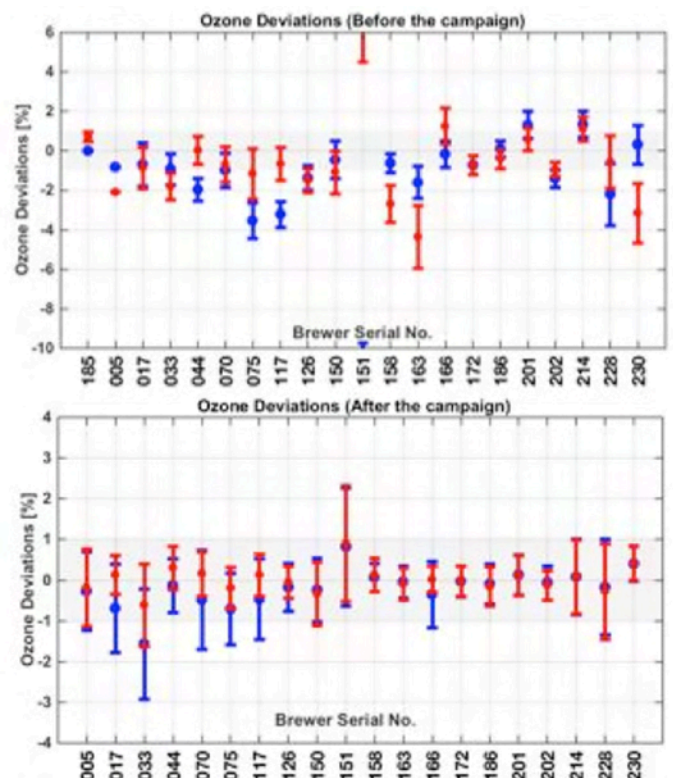 Ozone Deviations (Before the campaign)
6
4
2
0
-2
-4
-6
-8
-10
Ozone Deviations [%]
Brewer Serial No.
185 005 017 033 044 070 075 117 126 150 151 158 163 166 172 186 201 202 214 228 230
Ozone Deviations (After the campaign)
4
3
2
1
0
-1
-2
-3
-4
Ozone Deviations [%]
Brewer Serial No.
005 017 033 044 070 075 117 126 150 151 158 163 166 172 186 201 202 214 228 230